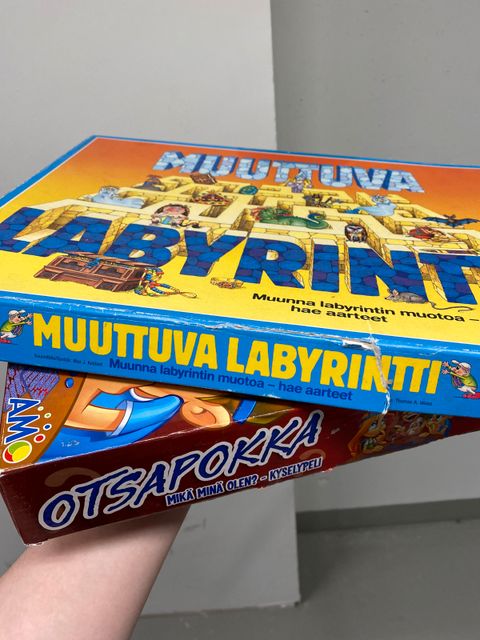 MUUTTUVA
LABYRINT
Muunna labyrintin muotoa –
hae aarteet
MUUTTUVA LABYRINTTI
Muunna labyrintin muotoa – hae aarteet
AMO
OTSAPOKKA
MIKÄ MINÄ OLEN? - KYSELYPELI